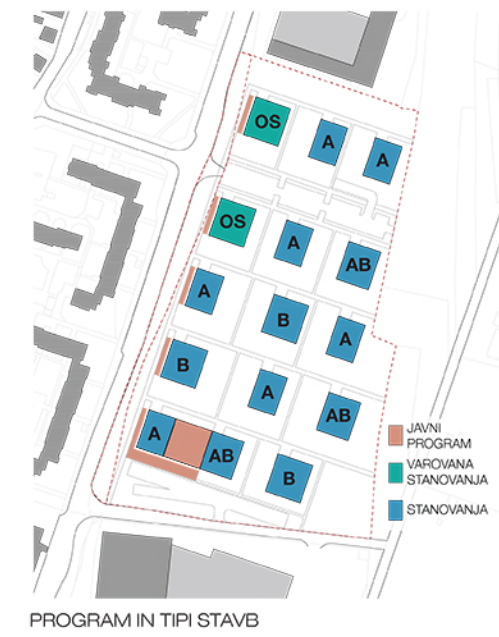 OS
A
A
OS
A
AB
A
B
A
B
A
AB
A
AB
B
JAVNI
PROGRAM
VAROVANA
STANOVANJA
STANOVANJA
PROGRAM IN TIPI STAVB